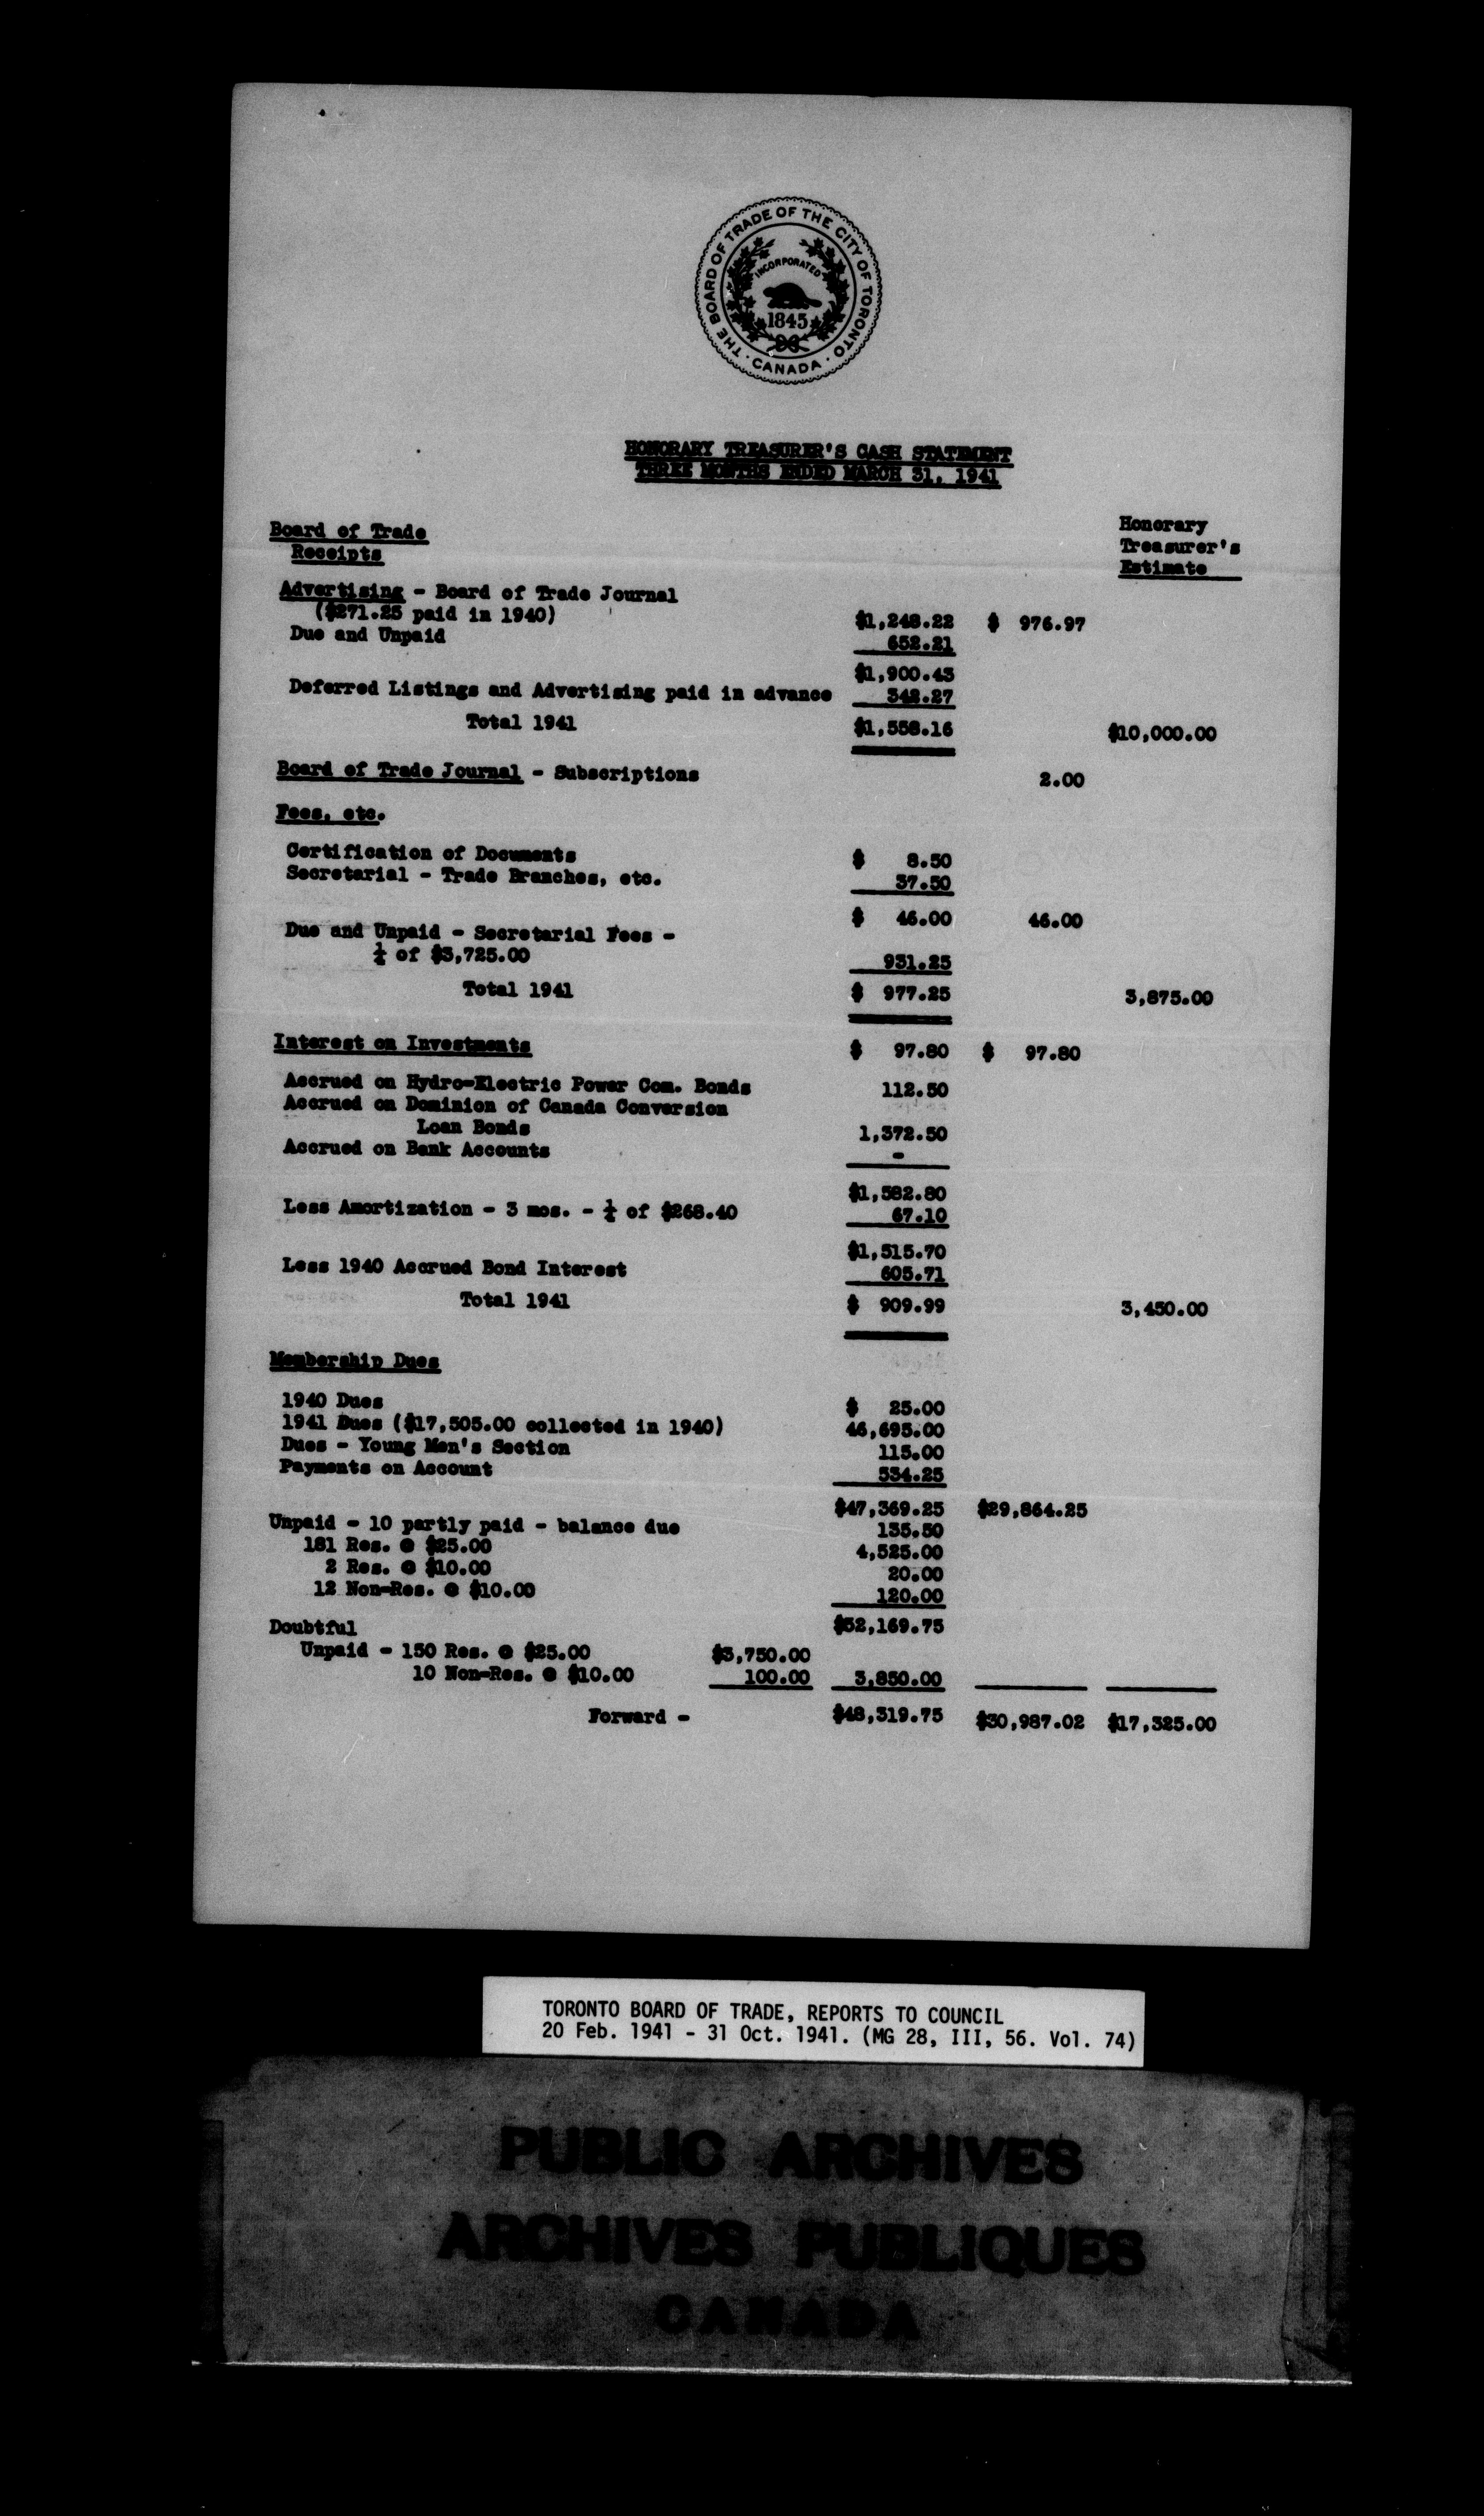 THE BOARD OF TRADE OF THE CITY OF TORONTO · CANADA ·
INCORPORATED
1845
HONORARY TREASURER'S CASH STATEMENT
THREE MONTHS ENDED MARCH 31, 1941
Board of Trade
Receipts
Honorary
Treasurer's
Estimate
Advertising - Board of Trade Journal
($271.25 paid in 1940) $1,248.22 $ 976.97
Due and Unpaid 652.21
$1,900.43
Deferred Listings and Advertising paid in advance 342.27
Total 1941 $1,558.16 $10,000.00
Board of Trade Journal - Subscriptions 2.00
Fees, etc.
Certification of Documents $ 8.50
Secretarial - Trade Branches, etc. 37.50
$ 46.00 46.00
Due and Unpaid - Secretarial Fees -
¼ of $3,725.00 931.25
Total 1941 $ 977.25 3,875.00
Interest on Investments $ 97.80 $ 97.80
Accrued on Hydro-Electric Power Com. Bonds 112.50
Accrued on Dominion of Canada Conversion
Loan Bonds 1,372.50
Accrued on Bank Accounts -
$1,582.80
Less Amortization - 3 mos. - ¼ of $268.40 67.10
$1,515.70
Less 1940 Accrued Bond Interest 605.71
Total 1941 $ 909.99 3,450.00
Membership Dues
1940 Dues $ 25.00
1941 Dues ($17,505.00 collected in 1940) 46,695.00
Dues - Young Men's Section 115.00
Payments on Account 534.25
$47,369.25 $29,864.25
Unpaid - 10 partly paid - balance due 135.50
181 Res. @ $25.00 4,525.00
2 Res. @ $10.00 20.00
12 Non-Res. @ $10.00 120.00
Doubtful $52,169.75
Unpaid - 150 Res. @ $25.00 $3,750.00
10 Non-Res. @ $10.00 100.00 3,850.00
Forward - $48,319.75 $30,987.02 $17,325.00
TORONTO BOARD OF TRADE, REPORTS TO COUNCIL
20 Feb. 1941 - 31 Oct. 1941. (MG 28, III, 56. Vol. 74)
PUBLIC ARCHIVES
ARCHIVES PUBLIQUES
CANADA